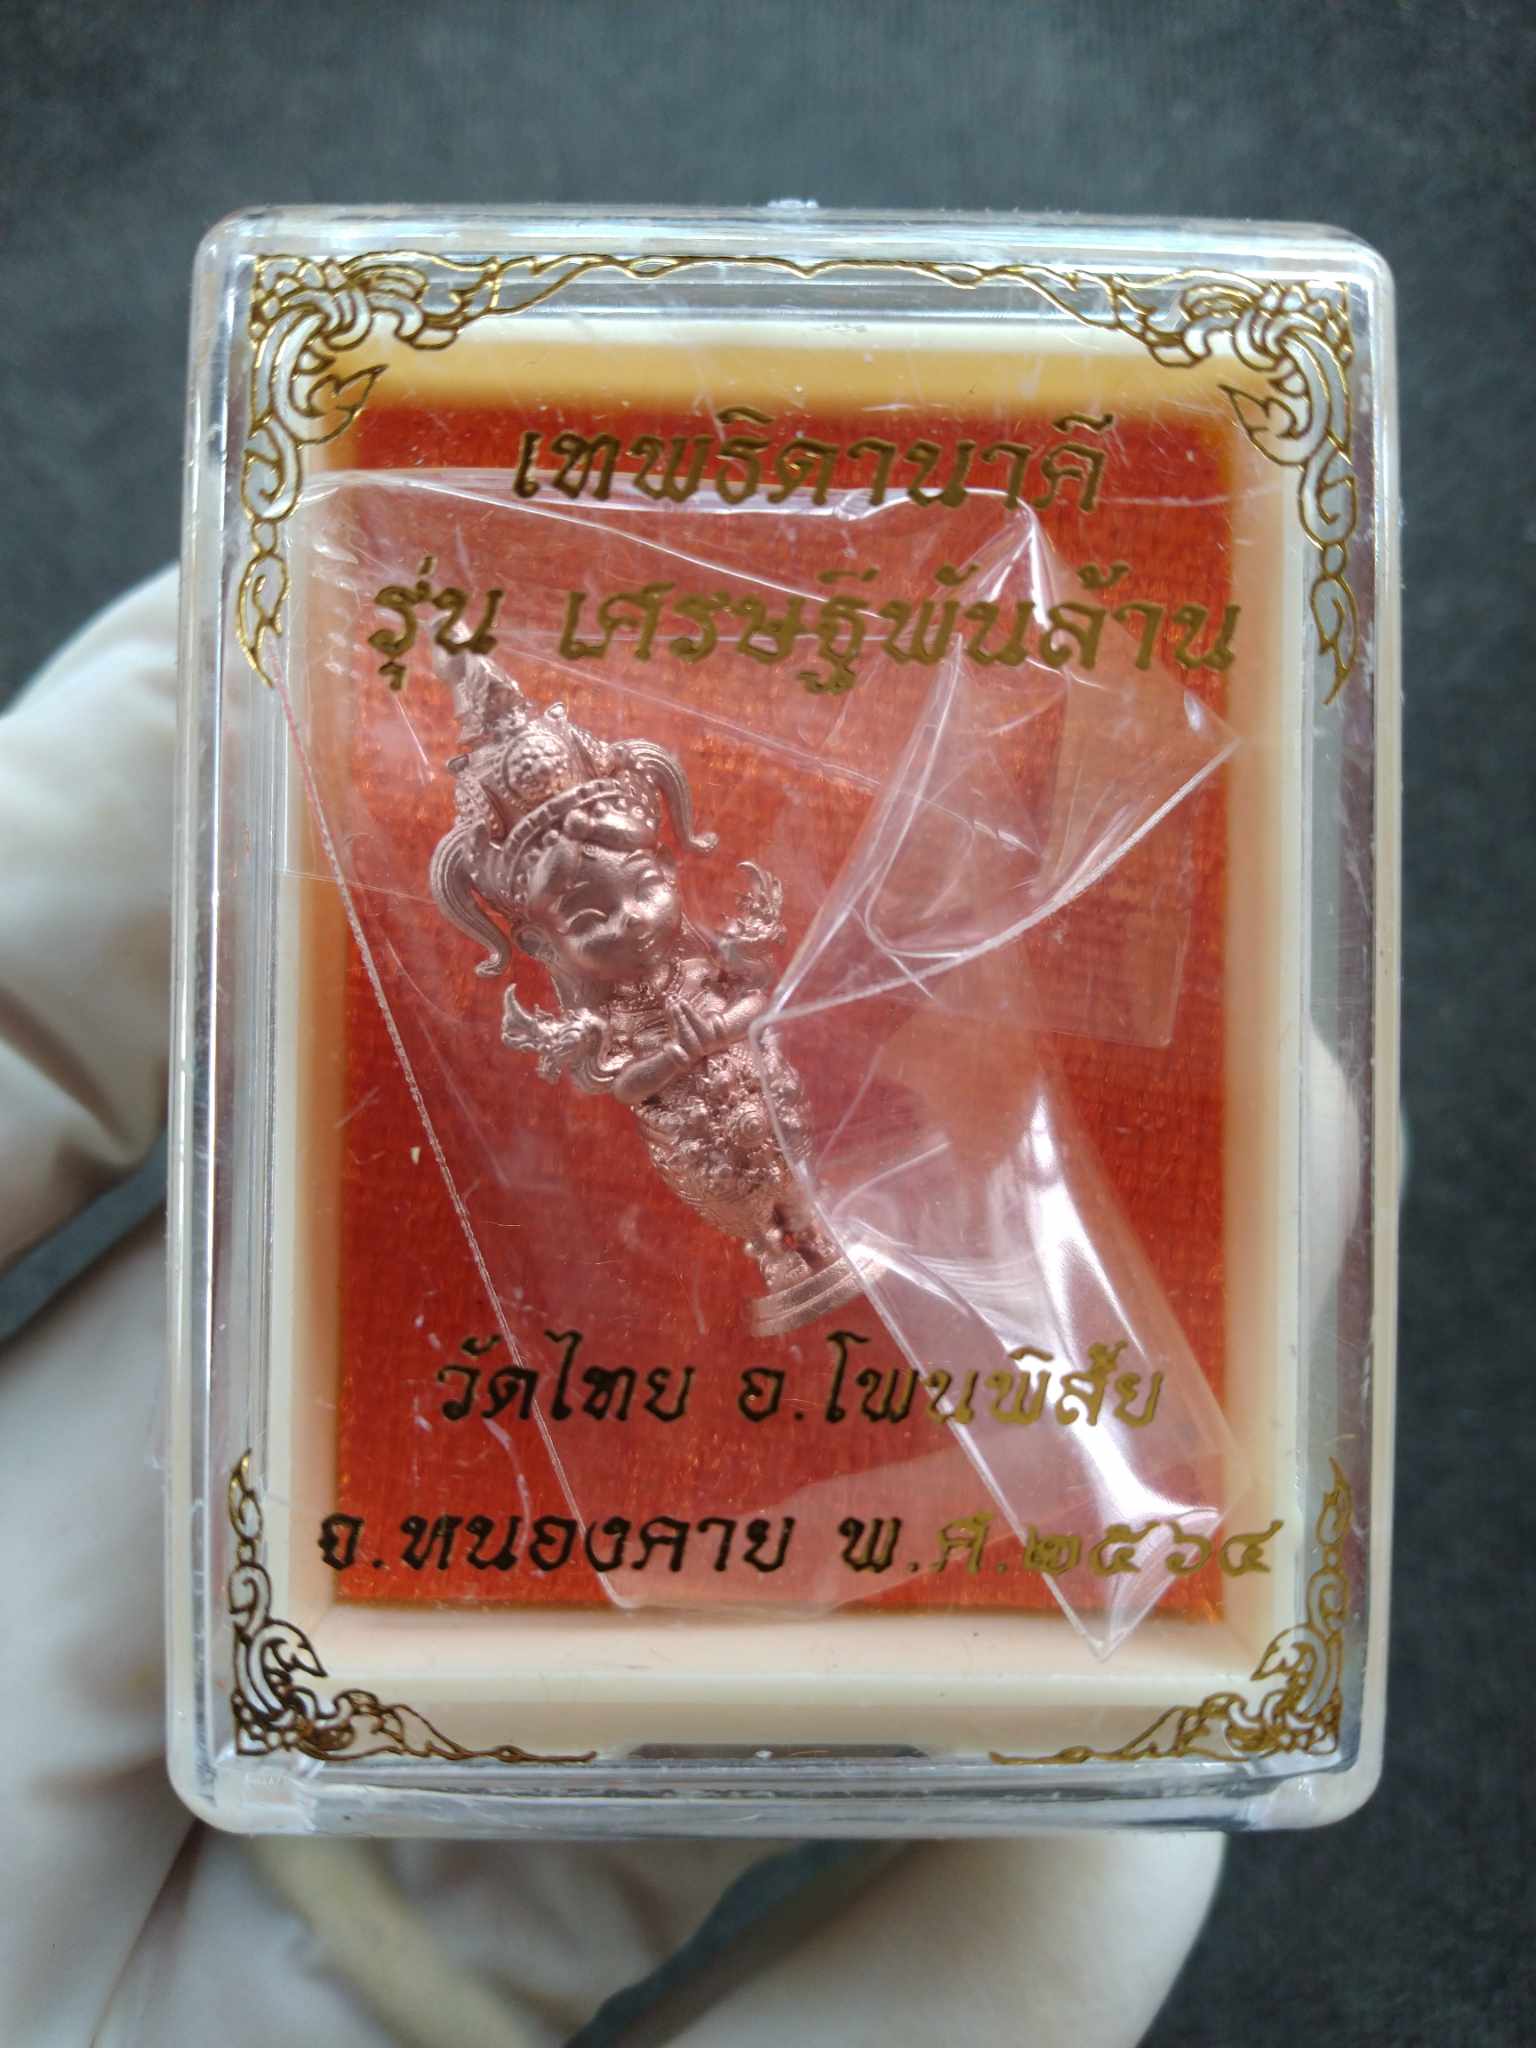 เทพธิดานาคี
รุ่น เศรษฐีพันล้าน
วัดไทย อ.โพนพิสัย
จ.หนองคาย พ.ศ.๒๕๖๔